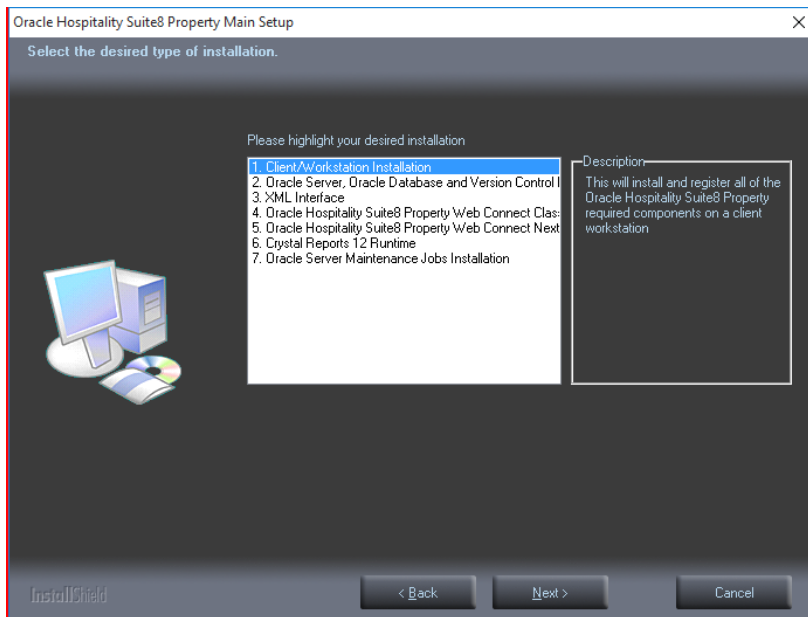 Oracle Hospitality Suite8 Property Main Setup
Select the desired type of installation.
Please highlight your desired installation
1. Client/Workstation Installation
2. Oracle Server, Oracle Database and Version Control I
3. XML Interface
4. Oracle Hospitality Suite8 Property Web Connect Clas
5. Oracle Hospitality Suite8 Property Web Connect Next
6. Crystal Reports 12 Runtime
7. Oracle Server Maintenance Jobs Installation
Description
This will install and register all of the
Oracle Hospitality Suite8 Property
required components on a client
workstation
InstallShield
< Back
Next >
Cancel